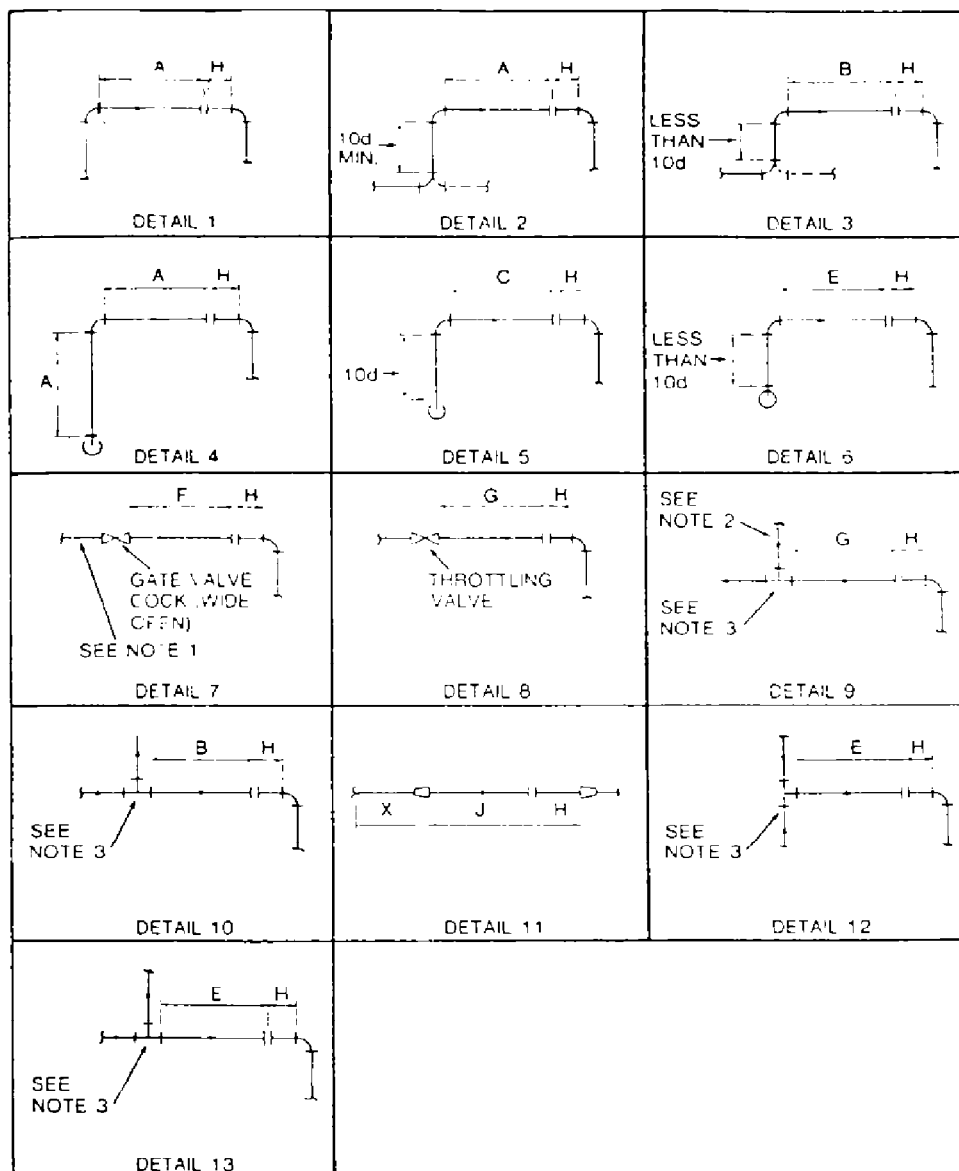 A H
DETAIL 1
A H
10d
MIN.
DETAIL 2
B H
LESS
THAN
10d
DETAIL 3
A H
A
DETAIL 4
C H
10d
DETAIL 5
E H
LESS
THAN
10d
DETAIL 6
F H
GATE VALVE
COCK (WIDE
OPEN)
SEE NOTE 1
DETAIL 7
G H
THROTTLING
VALVE
DETAIL 8
SEE
NOTE 2
G H
SEE
NOTE 3
DETAIL 9
B H
SEE
NOTE 3
DETAIL 10
X J H
DETAIL 11
E H
SEE
NOTE 3
DETAIL 12
E H
SEE
NOTE 3
DETAIL 13